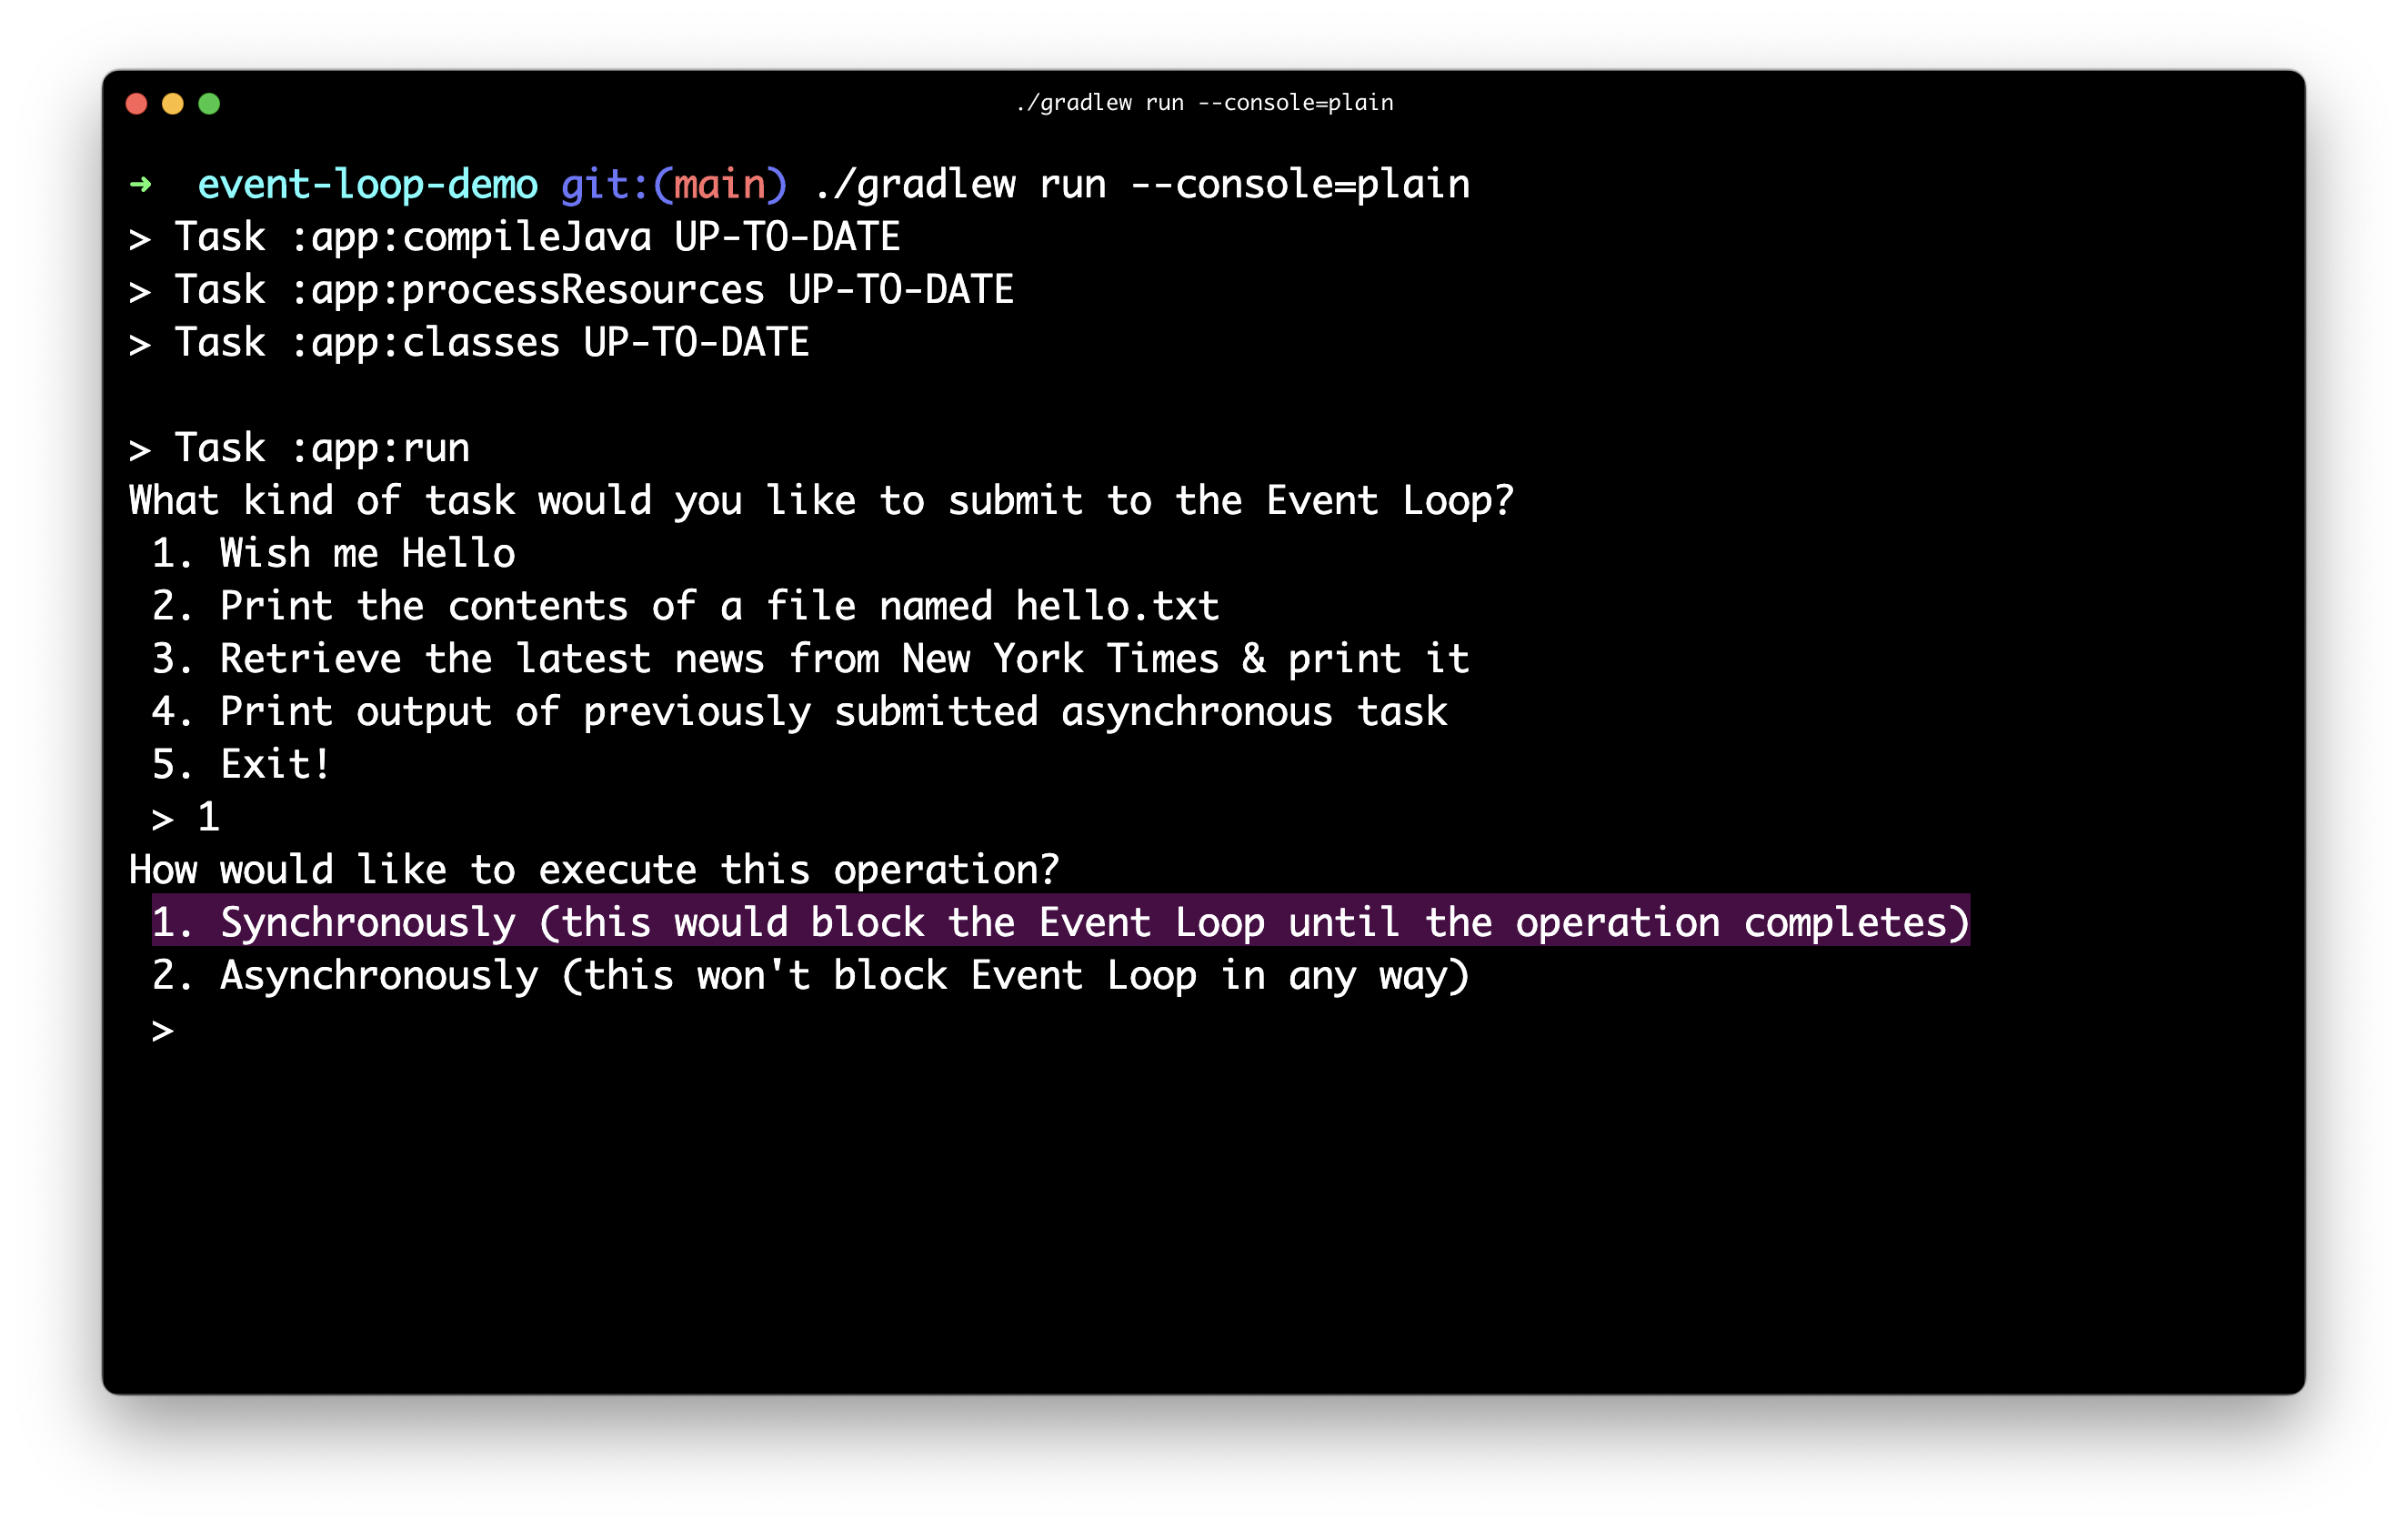 ./gradlew run --console=plain
➜  event-loop-demo git:(main) ./gradlew run --console=plain
> Task :app:compileJava UP-TO-DATE
> Task :app:processResources UP-TO-DATE
> Task :app:classes UP-TO-DATE
> Task :app:run
What kind of task would you like to submit to the Event Loop?
1. Wish me Hello
2. Print the contents of a file named hello.txt
3. Retrieve the latest news from New York Times & print it
4. Print output of previously submitted asynchronous task
5. Exit!
> 1
How would like to execute this operation?
1. Synchronously (this would block the Event Loop until the operation completes)
2. Asynchronously (this won't block Event Loop in any way)
>